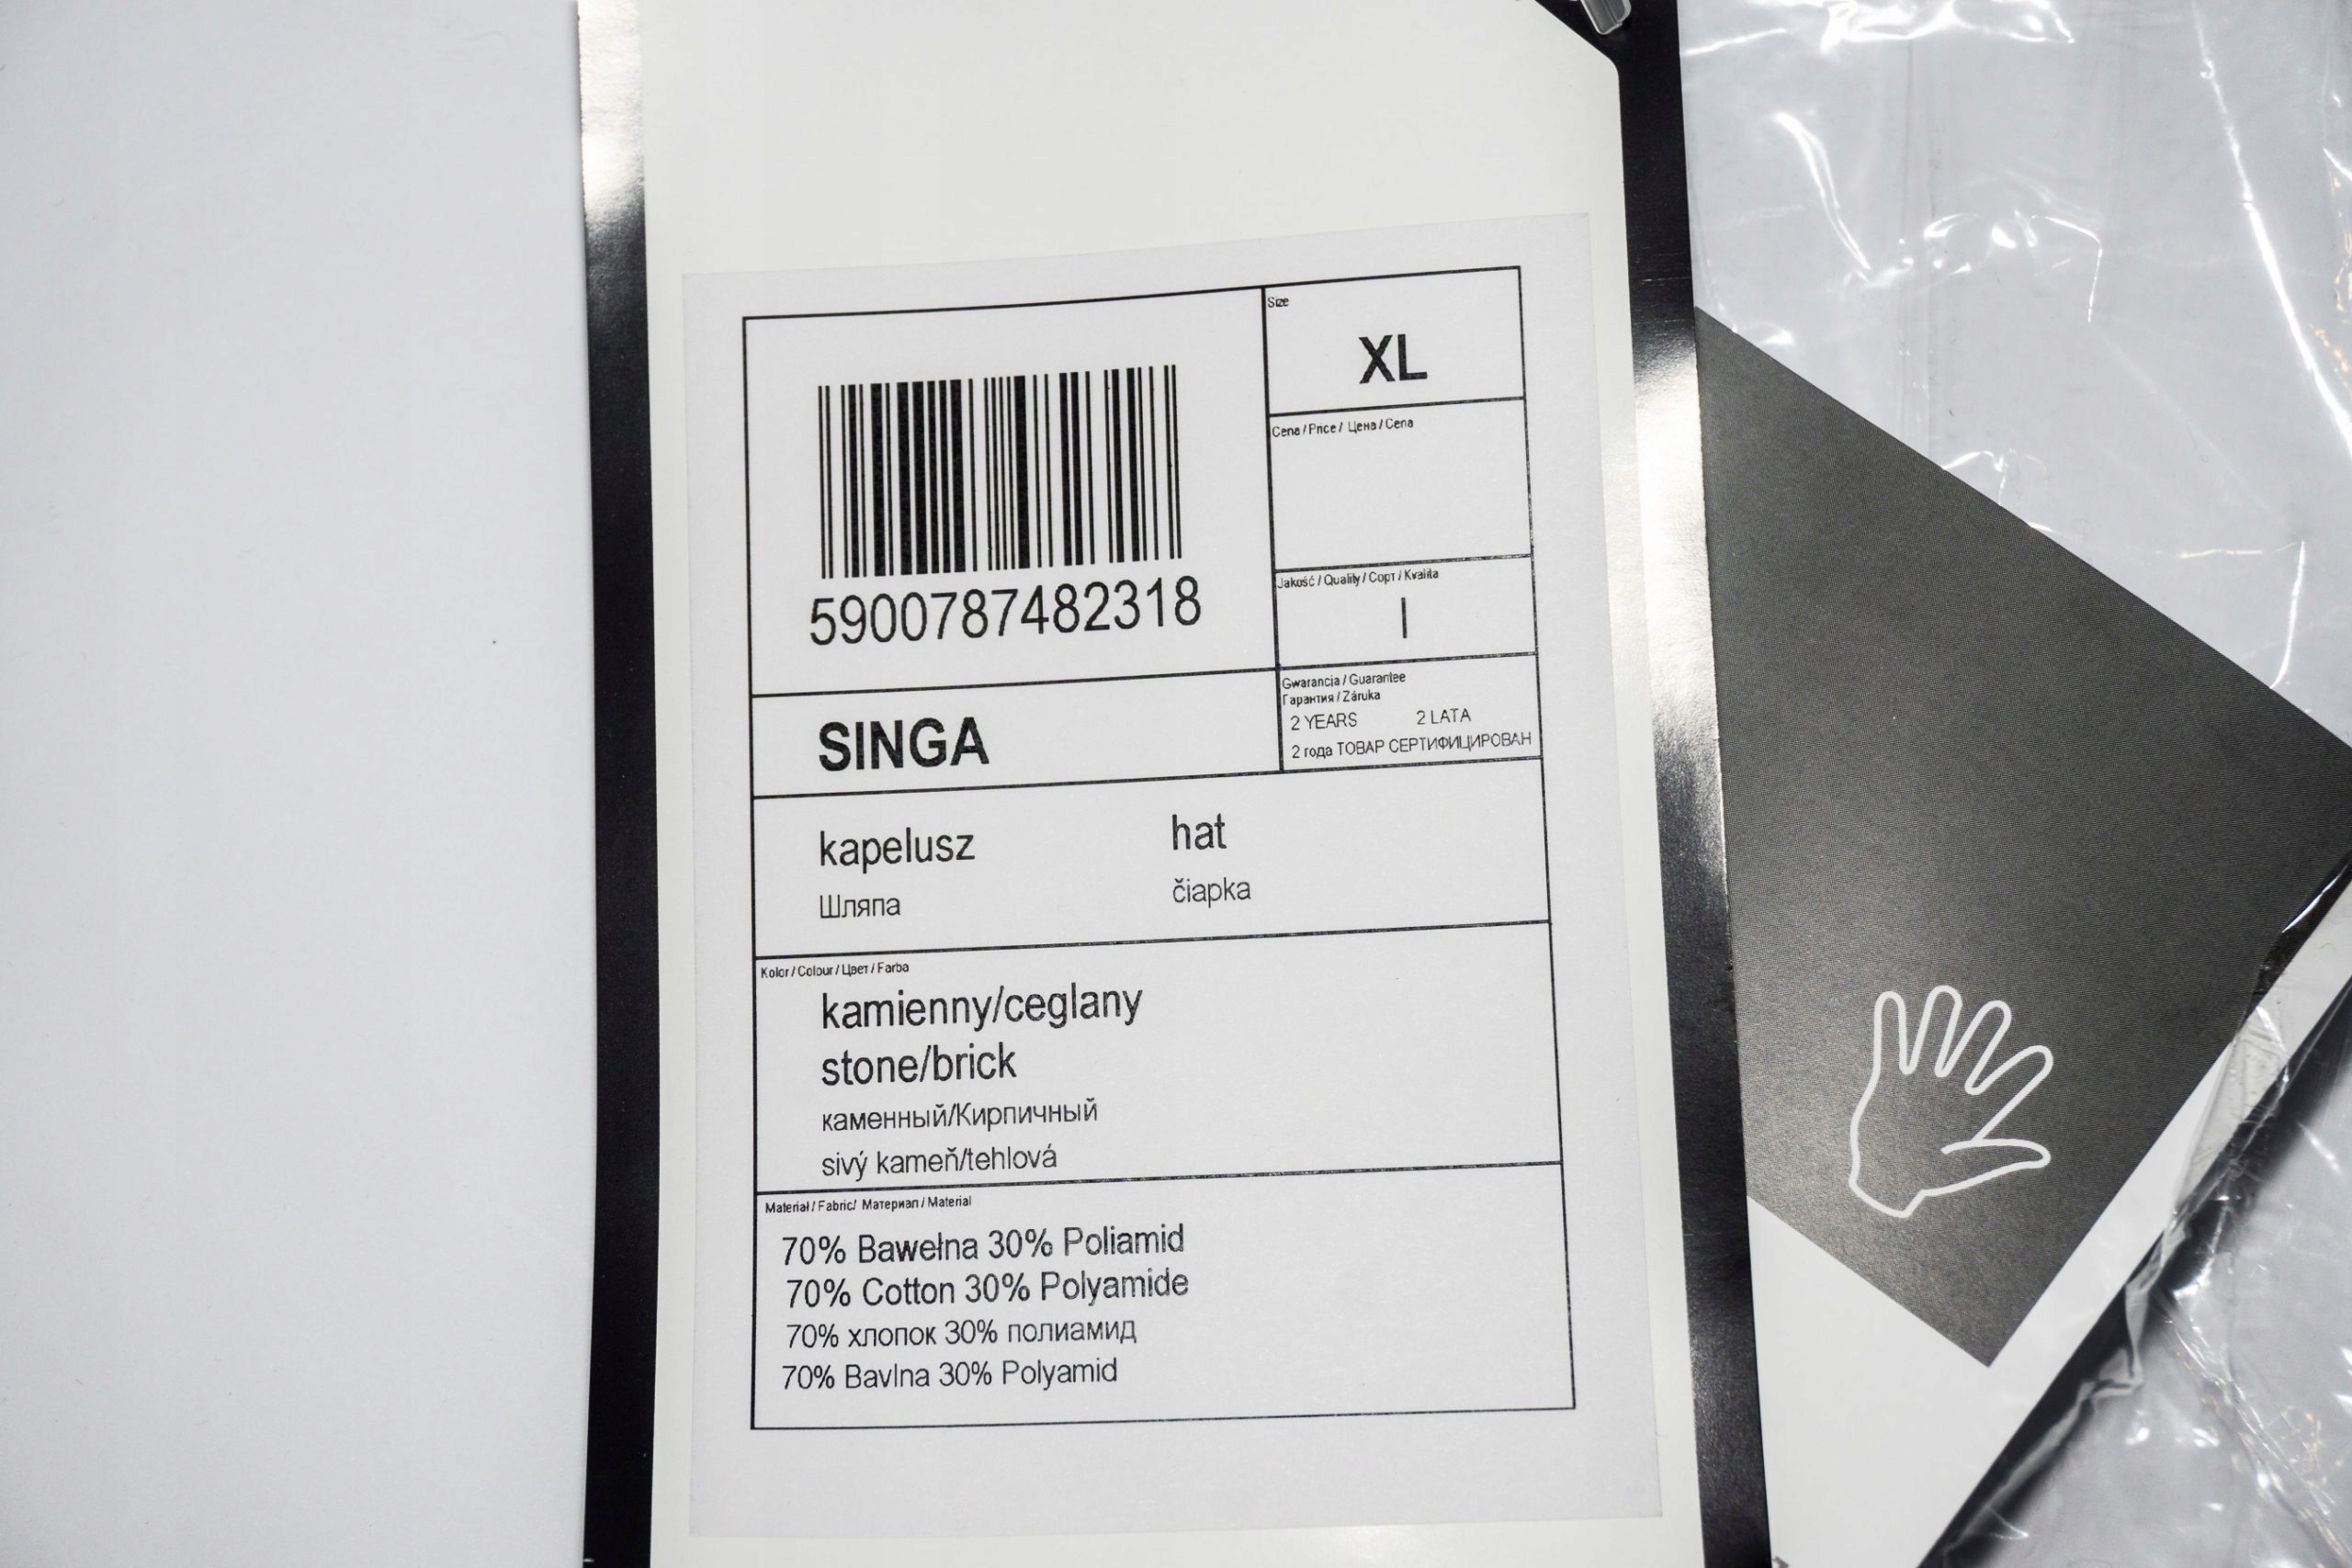 Size
XL
5900787482318
Cena / Price / Цена / Cena
Jakość / Quality / Сорт / Kvalita
I
SINGA
Gwarancja / Guarantee
Гарантия / Záruka
2 YEARS 2 LATA
2 года ТОВАР СЕРТИФИЦИРОВАН
kapelusz hat
Шляпа čiapka
Kolor / Colour / Цвет / Farba
kamienny/ceglany
stone/brick
каменный/Кирпичный
sivý kameň/tehlová
Materiał / Fabric/ Материал / Material
70% Bawełna 30% Poliamid
70% Cotton 30% Polyamide
70% хлопок 30% полиамид
70% Bavlna 30% Polyamid